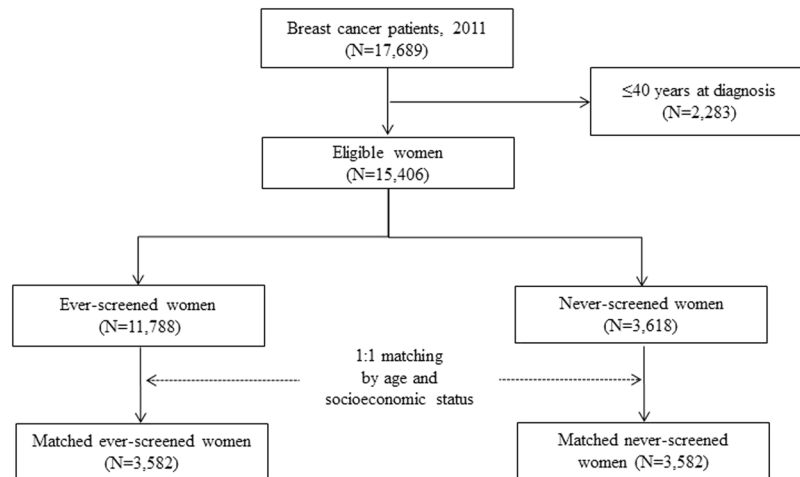 Breast cancer patients, 2011
(N=17,689)
≤40 years at diagnosis
(N=2,283)
Eligible women
(N=15,406)
Ever-screened women
(N=11,788)
Never-screened women
(N=3,618)
1:1 matching
by age and
socioeconomic status
Matched ever-screened women
(N=3,582)
Matched never-screened
women (N=3,582)